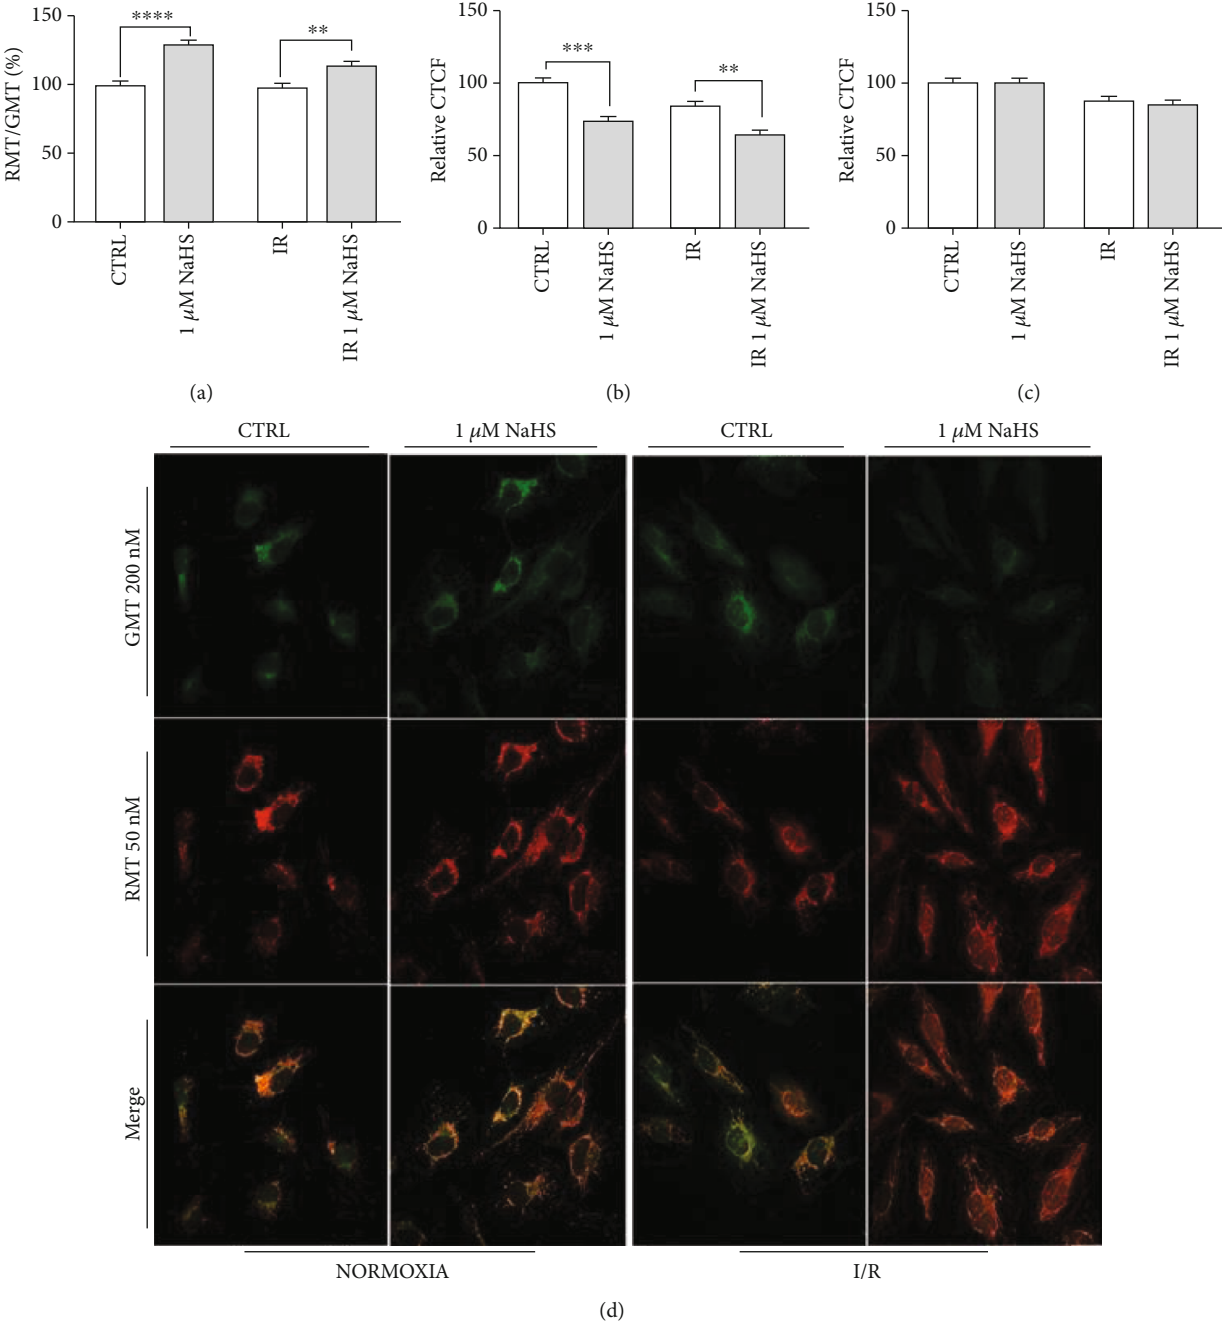 150
100
50
0
RMT/GMT (%)
****
**
CTRL
1 μM NaHS
IR
IR 1 μM NaHS
(a)
150
100
50
0
Relative CTCF
***
**
CTRL
1 μM NaHS
IR
IR 1 μM NaHS
(b)
150
100
50
0
Relative CTCF
CTRL
1 μM NaHS
IR
IR 1 μM NaHS
(c)
CTRL
1 μM NaHS
CTRL
1 μM NaHS
GMT 200 nM
RMT 50 nM
Merge
NORMOXIA
I/R
(d)